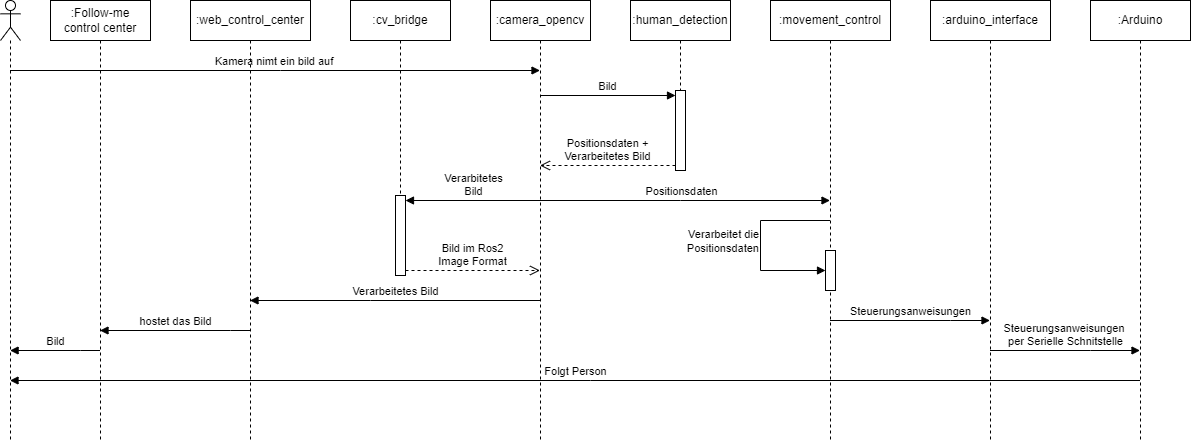 :Follow-me
control center
:web_control_center
:cv_bridge
:camera_opencv
:human_detection
:movement_control
:arduino_interface
:Arduino
Kamera nimt ein bild auf
Bild
Positionsdaten +
Verarbeitetes Bild
Verarbitetes
Bild
Positionsdaten
Verarbeitet die
Positionsdaten
Bild im Ros2
Image Format
Verarbeitetes Bild
Steuerungsanweisungen
hostet das Bild
Steuerungsanweisungen
per Serielle Schnitstelle
Bild
Folgt Person